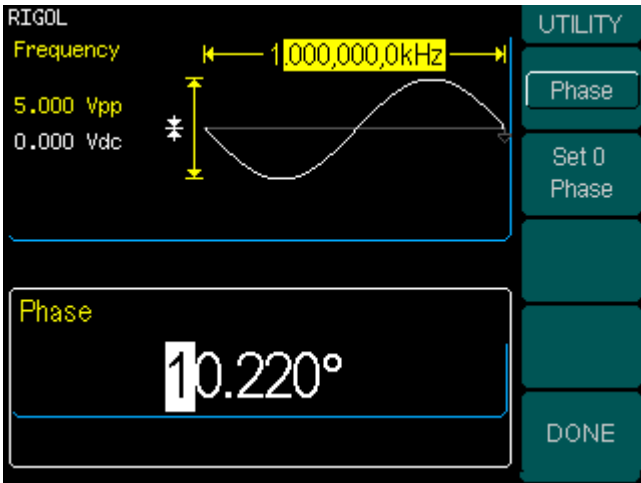 RIGOL
UTILITY
Frequency
1.000,000,0kHz
5.000 Vpp
0.000 Vdc
Phase
Set 0
Phase
Phase
10.220°
DONE